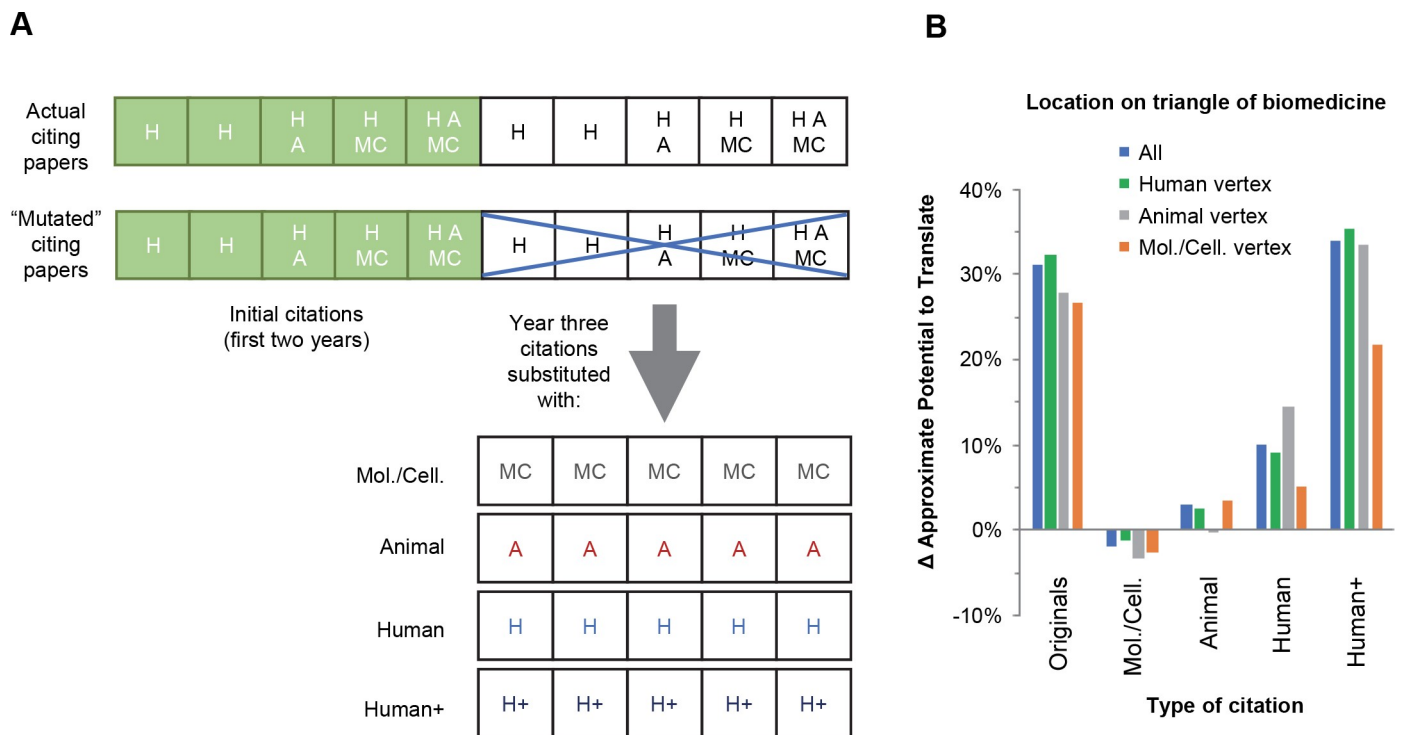 A
Actual
citing
papers
H H H H H A H H H H H A
A MC MC A MC MC
“Mutated”
citing
papers
H H H H H A H H H H H A
A MC MC A MC MC
Initial citations
(first two years)
Year three
citations
substituted
with:
Mol./Cell. MC MC MC MC MC
Animal A A A A A
Human H H H H H
Human+ H+ H+ H+ H+ H+
B
Location on triangle of biomedicine
All
Human vertex
Animal vertex
Mol./Cell. vertex
Δ Approximate Potential to Translate
40%
30%
20%
10%
0%
-10%
Originals
Mol./Cell.
Animal
Human
Human+
Type of citation